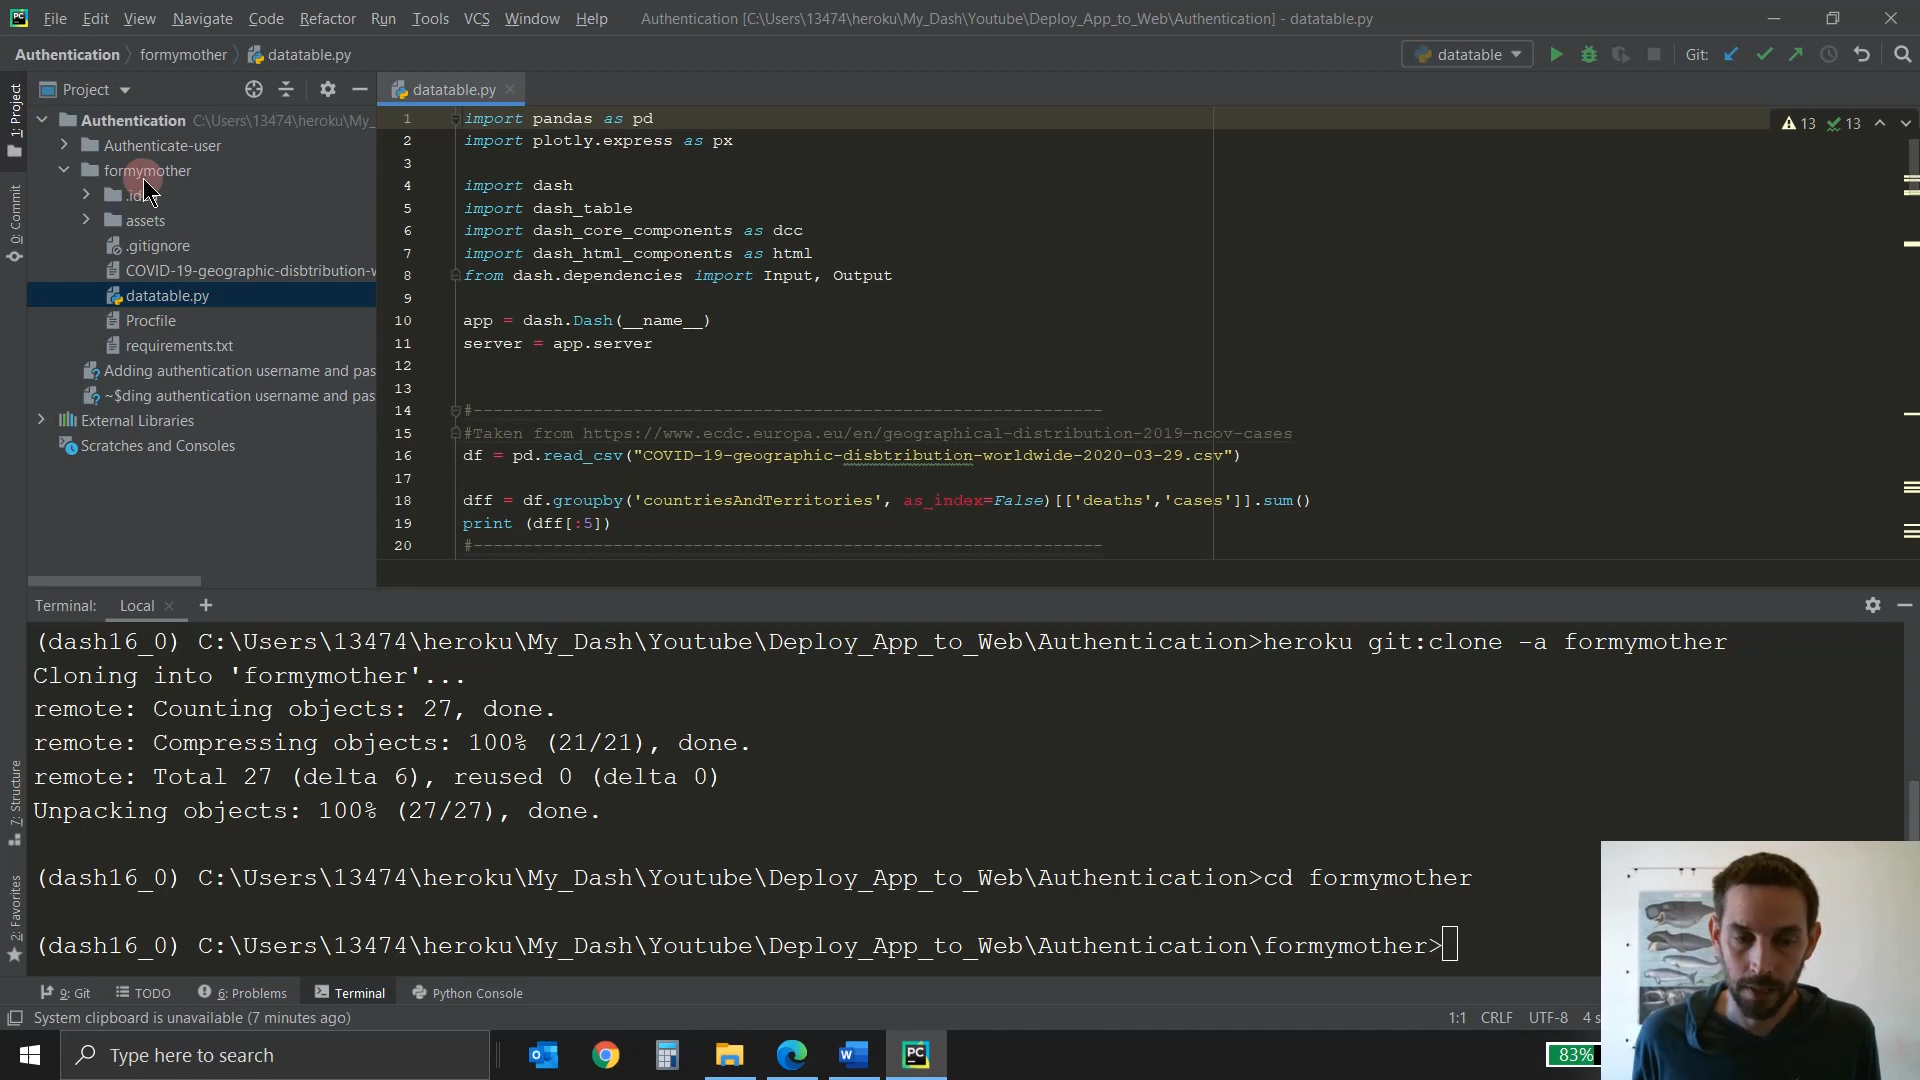 File Edit View Navigate Code Refactor Run Tools VCS Window Help Authentication [C:\Users\13474\heroku\My_Dash\Youtube\Deploy_App_to_Web\Authentication] - datatable.py
Authentication formymother datatable.py datatable Git:
Project
datatable.py
1: Project
0: Commit
7: Structure
2: Favorites
Authentication C:\Users\13474\heroku\My_
Authenticate-user
formymother
.id
assets
.gitignore
COVID-19-geographic-disbtribution-w
datatable.py
Procfile
requirements.txt
Adding authentication username and pas
~$ding authentication username and pas
External Libraries
Scratches and Consoles
13 13
1 import pandas as pd
2 import plotly.express as px
3
4 import dash
5 import dash_table
6 import dash_core_components as dcc
7 import dash_html_components as html
8 from dash.dependencies import Input, Output
9
10 app = dash.Dash(__name__)
11 server = app.server
12
13
14 #---------------------------------------------------------------
15 #Taken from https://www.ecdc.europa.eu/en/geographical-distribution-2019-ncov-cases
16 df = pd.read_csv("COVID-19-geographic-disbtribution-worldwide-2020-03-29.csv")
17
18 dff = df.groupby('countriesAndTerritories', as_index=False)[['deaths','cases']].sum()
19 print (dff[:5])
20 #---------------------------------------------------------------
Terminal: Local +
(dash16_0) C:\Users\13474\heroku\My_Dash\Youtube\Deploy_App_to_Web\Authentication>heroku git:clone -a formymother
Cloning into 'formymother'...
remote: Counting objects: 27, done.
remote: Compressing objects: 100% (21/21), done.
remote: Total 27 (delta 6), reused 0 (delta 0)
Unpacking objects: 100% (27/27), done.
(dash16_0) C:\Users\13474\heroku\My_Dash\Youtube\Deploy_App_to_Web\Authentication>cd formymother
(dash16_0) C:\Users\13474\heroku\My_Dash\Youtube\Deploy_App_to_Web\Authentication\formymother>
9: Git TODO 6: Problems Terminal Python Console
System clipboard is unavailable (7 minutes ago) 1:1 CRLF UTF-8 4 s
Type here to search 83%